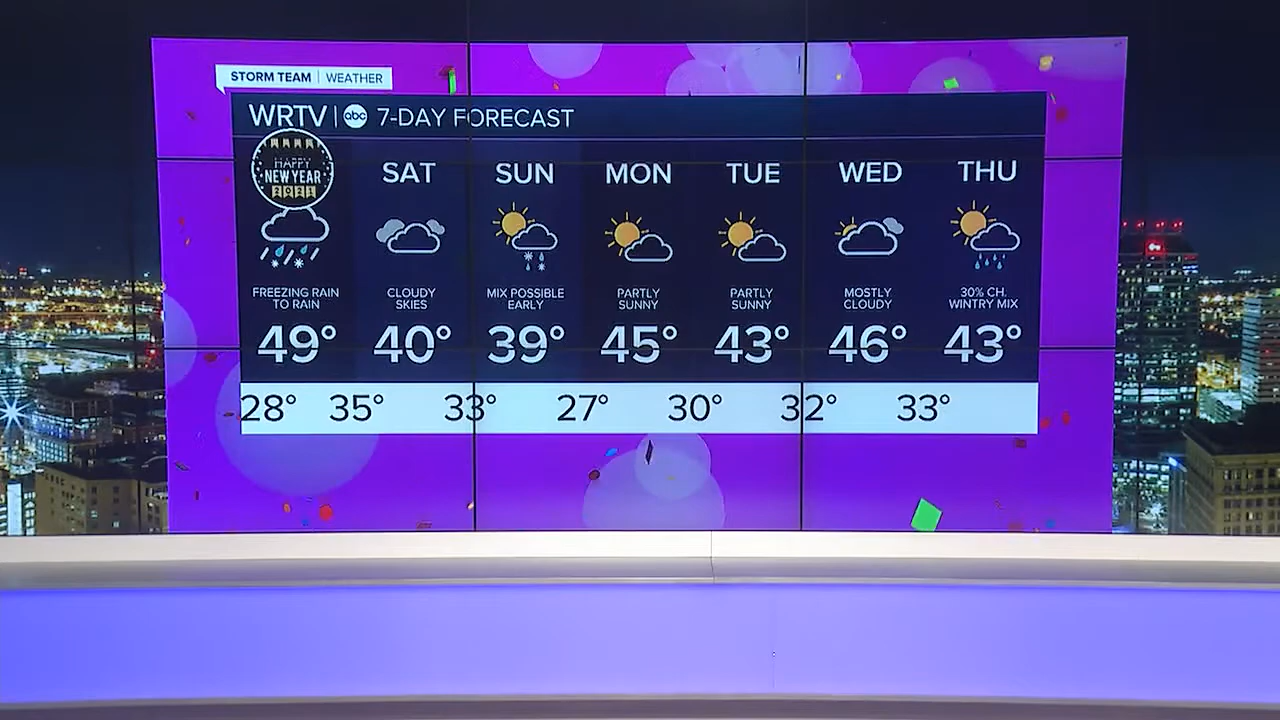 STORM TEAM | WEATHER
WRTV | abc 7-DAY FORECAST
HAPPY
NEW YEAR
2021
SAT SUN MON TUE WED THU
FREEZING RAIN
TO RAIN
CLOUDY
SKIES
MIX POSSIBLE
EARLY
PARTLY
SUNNY
PARTLY
SUNNY
MOSTLY
CLOUDY
30% CH.
WINTRY MIX
49° 40° 39° 45° 43° 46° 43°
28° 35° 33° 27° 30° 32° 33°